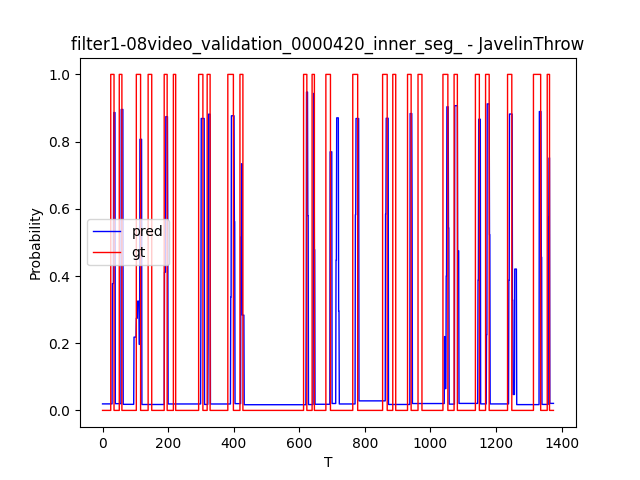 filter1-08video_validation_0000420_inner_seg_ - JavelinThrow
1.0
0.8
0.6
0.4
0.2
0.0
Probability
pred
gt
0 200 400 600 800 1000 1200 1400
T